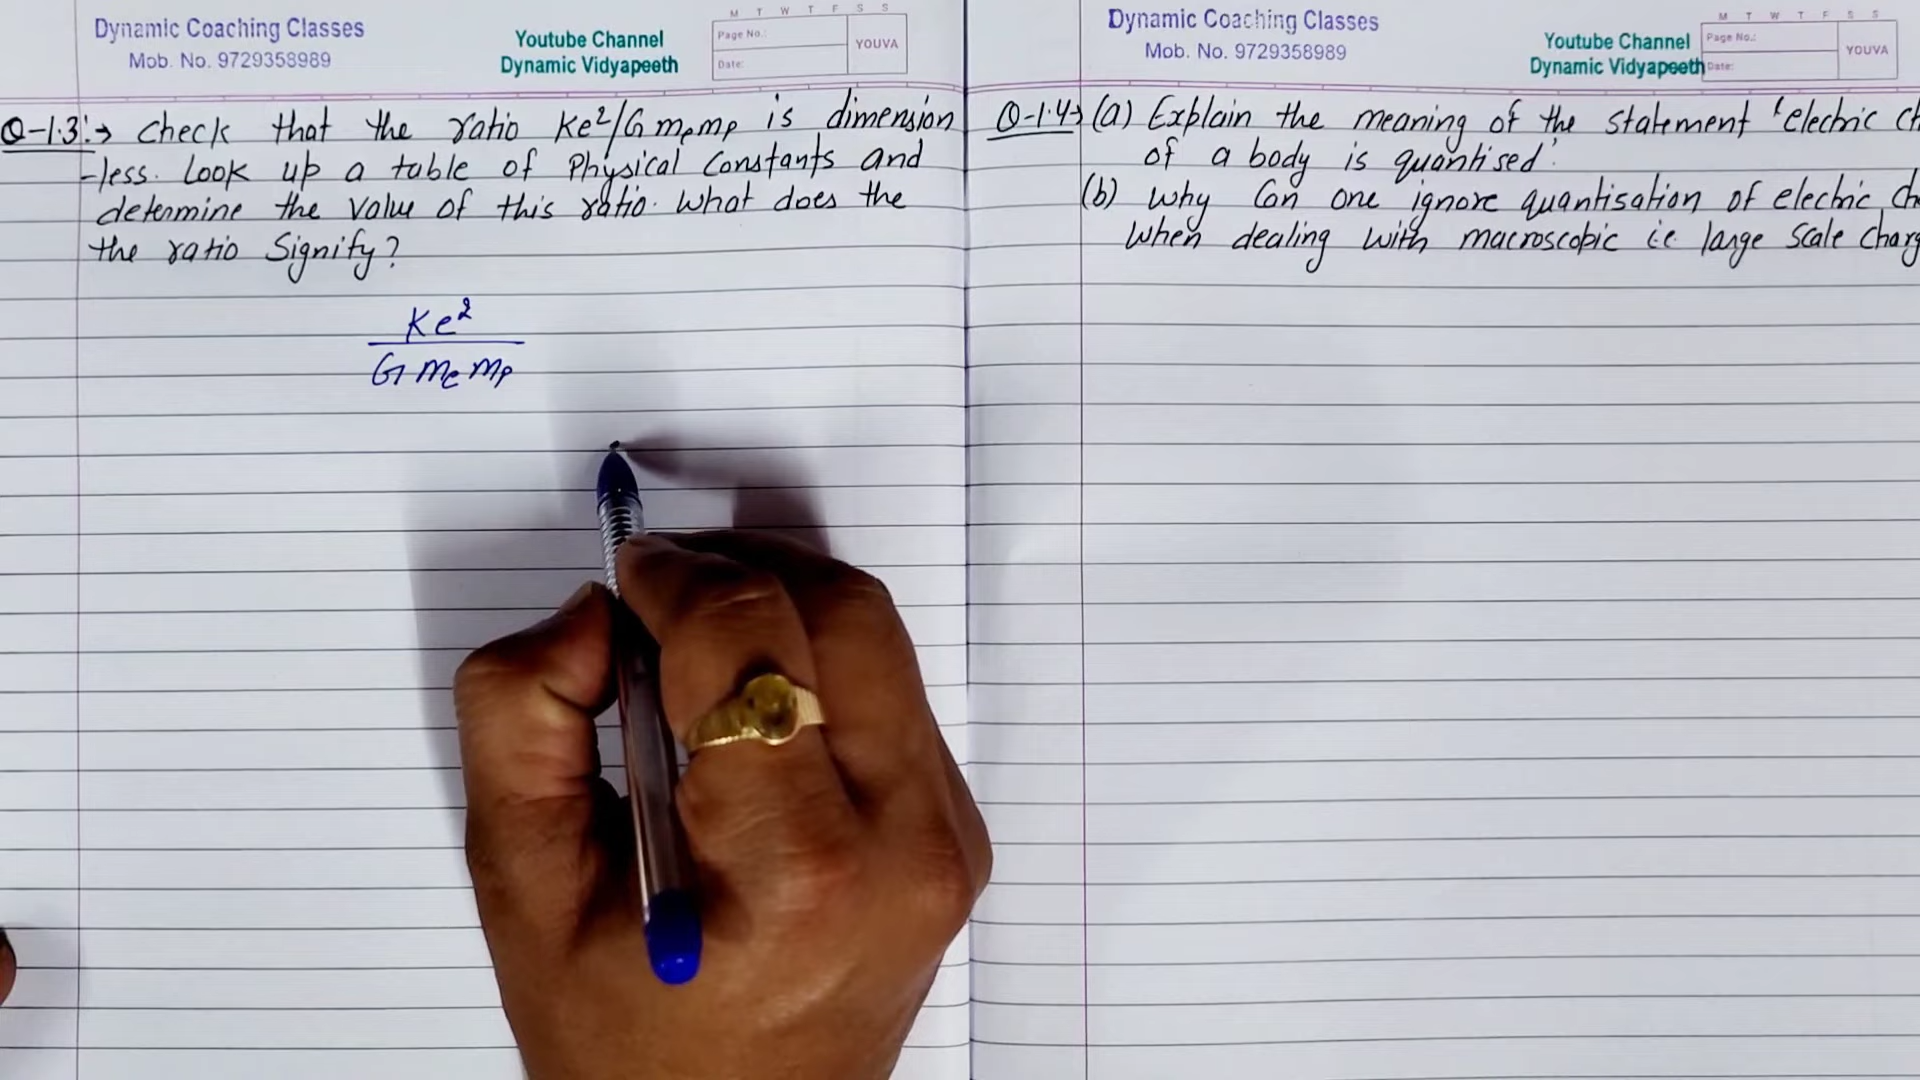 Dynamic Coaching Classes
Mob. No. 9729358989
Youtube Channel
Dynamic Vidyapeeth
M T W T F S S
Page No.:
Date:
YOUVA
Q-1.3:→ Check that the ratio Ke²/G memp is dimension
-less. Look up a table of Physical Constants and
determine the value of this ratio. What does the
the ratio Signify?
Ke²
G me mp
Dynamic Coaching Classes
Mob. No. 9729358989
Youtube Channel
Dynamic Vidyapeeth
M T W T F S S
Page No.:
Date:
YOUVA
Q-1.4→ (a) Explain the meaning of the statement 'electric ch
of a body is quantised'.
(b) Why Can one ignore quantisation of electric ch
when dealing with macroscopic i.e. large scale charg